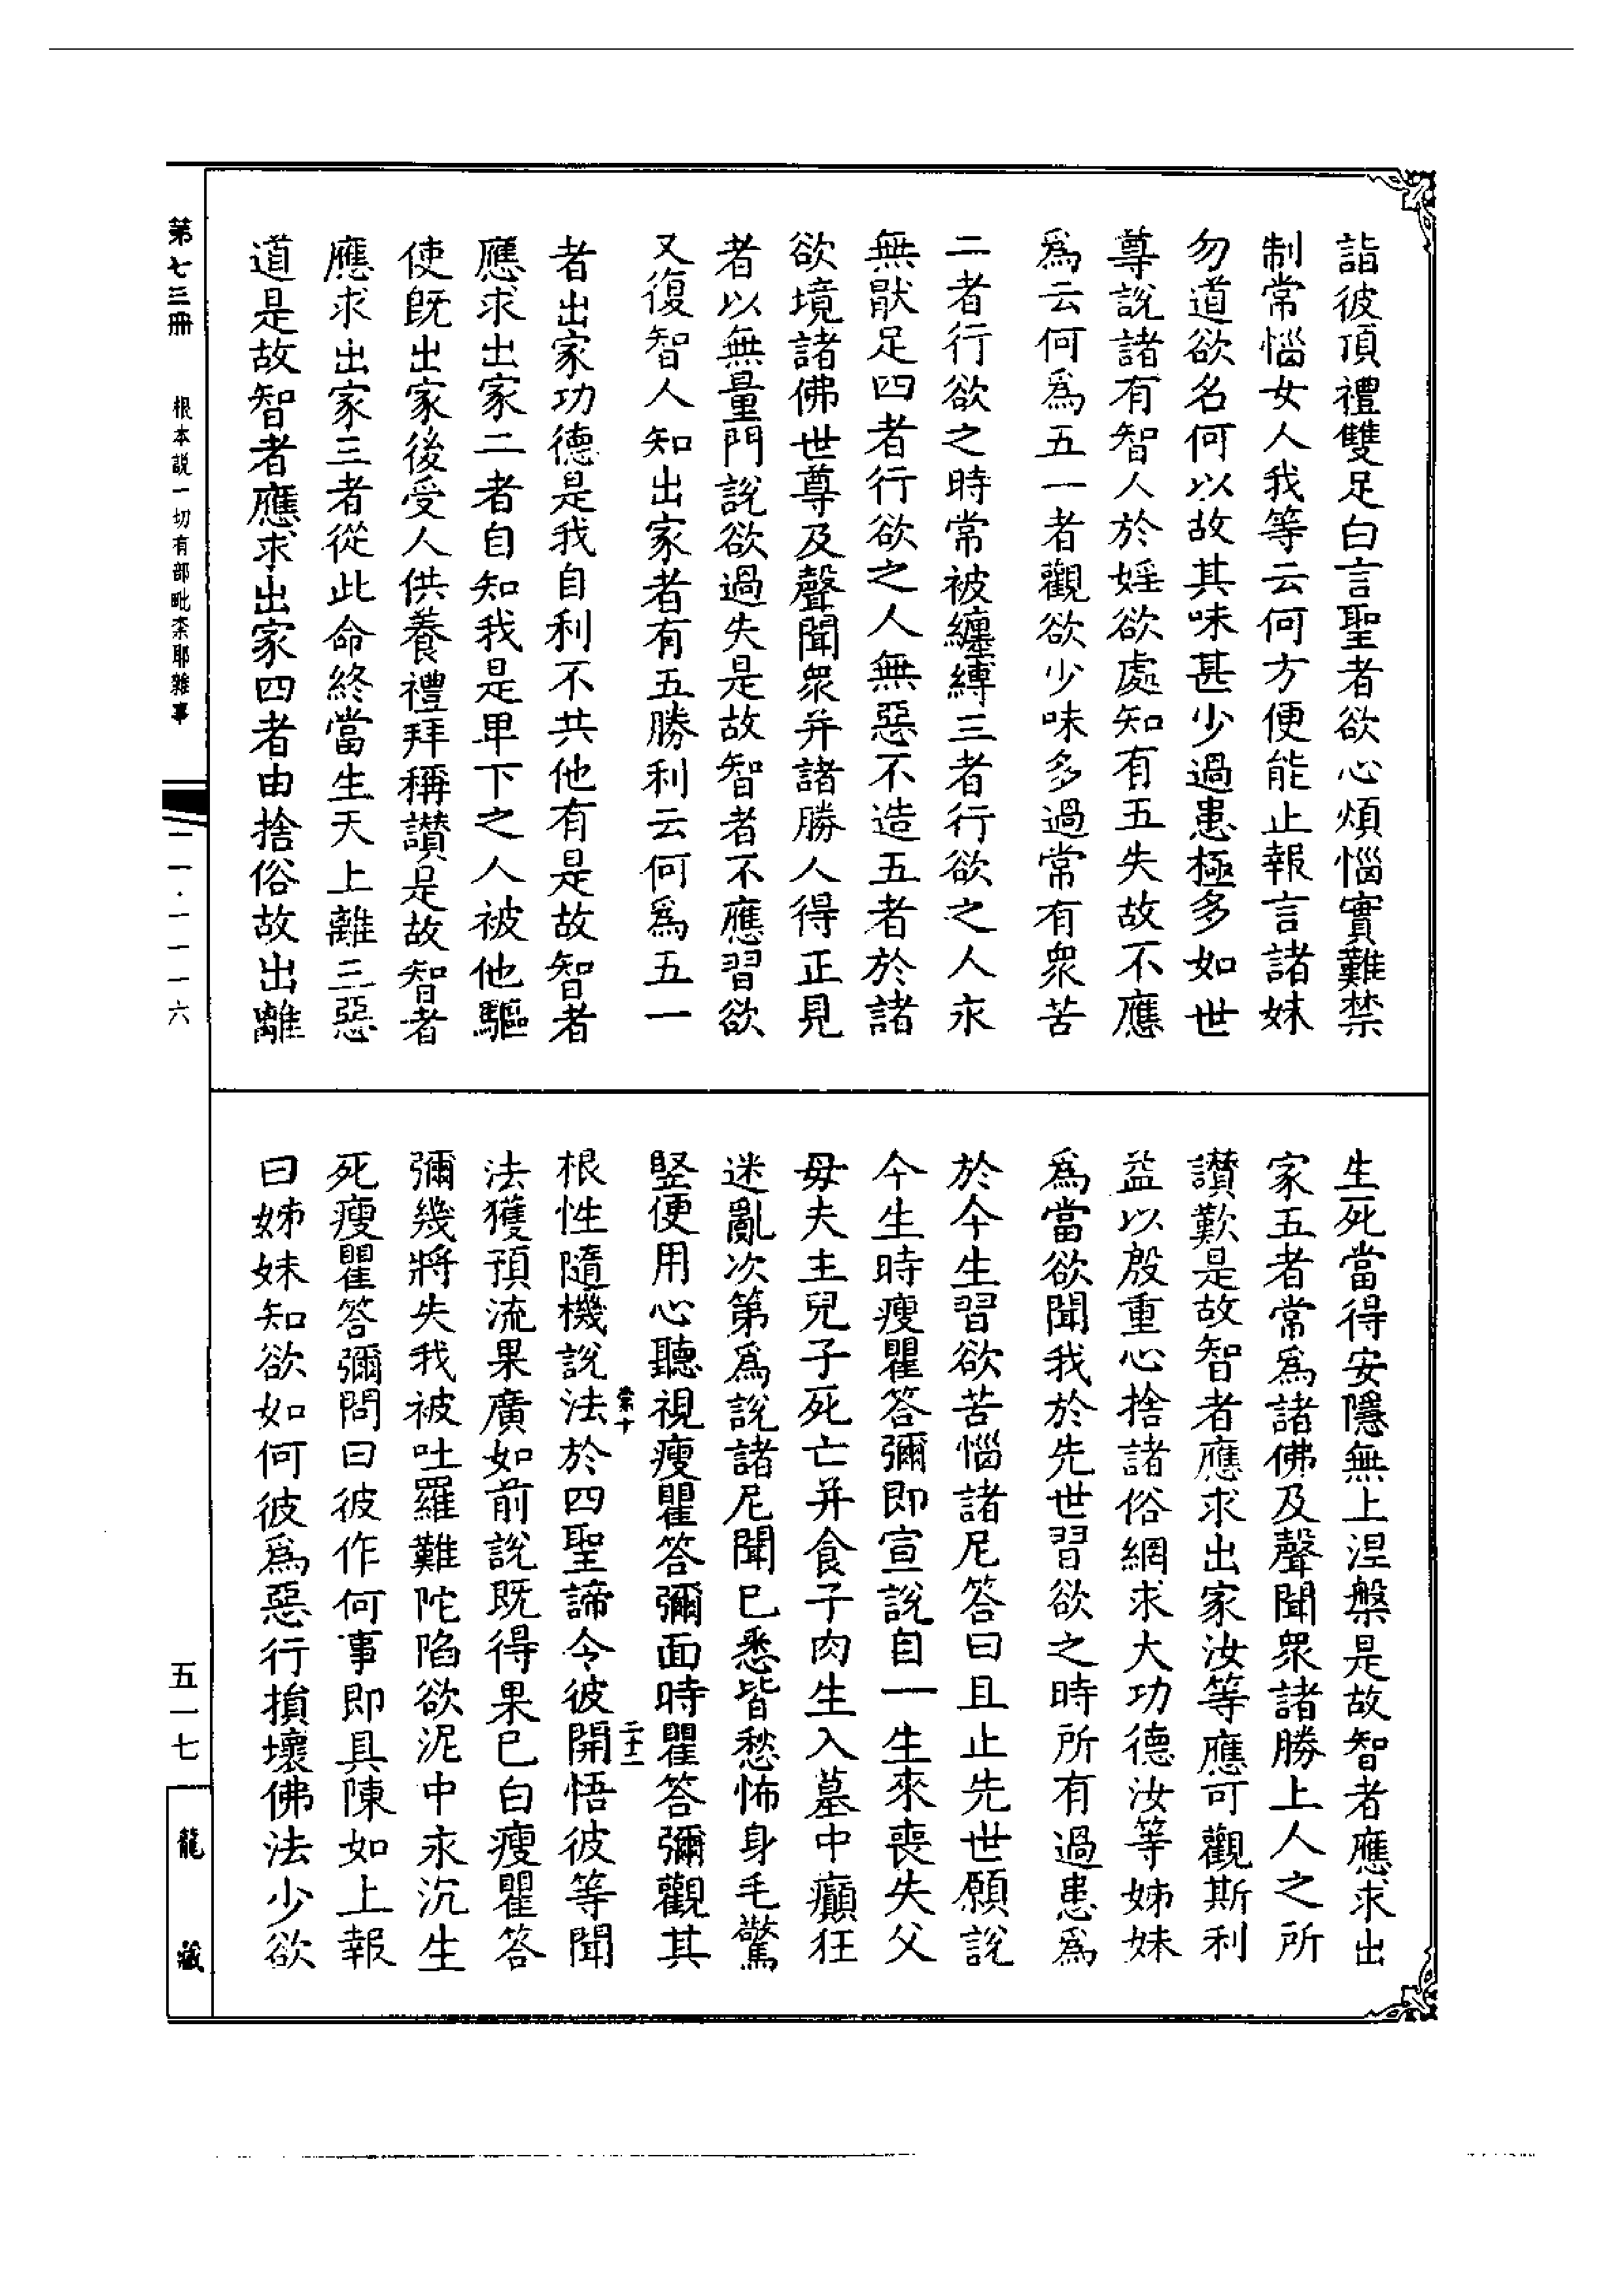 詣彼頂禮雙足白言聖者欲心煩惱實難禁
制常惱女人我等云何方便能止報言諸妹
勿道欲名何以故其味甚少過患極多如世
尊說諸有智人於婬欲處知有五失故不應
爲云何爲五一者觀欲少味多過常有衆苦
二者行欲之時常被纏縛三者行欲之人永
無猒足四者行欲之人無惡不造五者於諸
欲境諸佛世尊及聲聞衆并諸勝人得正見
者以無量門說欲過失是故智者不應習欲
又復智人知出家者有五勝利云何爲五一
者出家功德是我自利不共他有是故智者
應求出家二者自知我是卑下之人被他驅
使既出家後受人供養禮拜稱讚是故智者
應求出家三者從此命終當生天上離三惡
道是故智者應求出家四者由捨俗故出離
生死當得安隱無上涅槃是故智者應求出
家五者常爲諸佛及聲聞衆諸勝上人之所
讚歎是故智者應求出家汝等應可觀斯利
益以殷重心捨諸俗網求大功德汝等姊妹
爲當欲聞我於先世習欲之時所有過患爲
於今生習欲苦惱諸尼答曰且止先世願說
今生時瘦瞿答彌即宣說自一生來喪失父
母夫主兒子死亡并食子肉生入墓中癲狂
迷亂次第爲說諸尼聞已悉皆愁怖身毛驚
竪便用心聽視瘦瞿答彌面時瞿答彌觀其
根性隨機說法於四聖諦令彼開悟彼等聞
法獲預流果廣如前說既得果已白瘦瞿答
彌幾將失我被吐羅難陀陷欲泥中永沉生
死瘦瞿答彌問曰彼作何事即具陳如上報
曰姊妹知欲如何彼爲惡行損壞佛法少欲
第七三冊 根本説一切有部毗柰耶雜事
一一·一一一六
五一七
龍藏